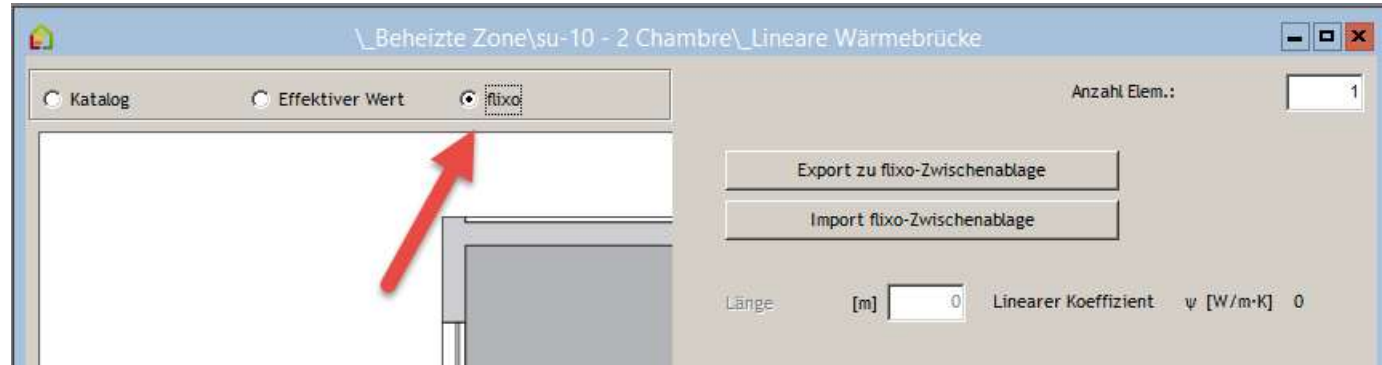 \_Beheizte Zone\su-10 - 2 Chambre\_Lineare Wärmebrücke
Katalog Effektiver Wert flixo
Anzahl Elem.: 1
Export zu flixo-Zwischenablage
Import flixo-Zwischenablage
Länge [m] 0 Linearer Koeffizient ψ [W/m·K] 0